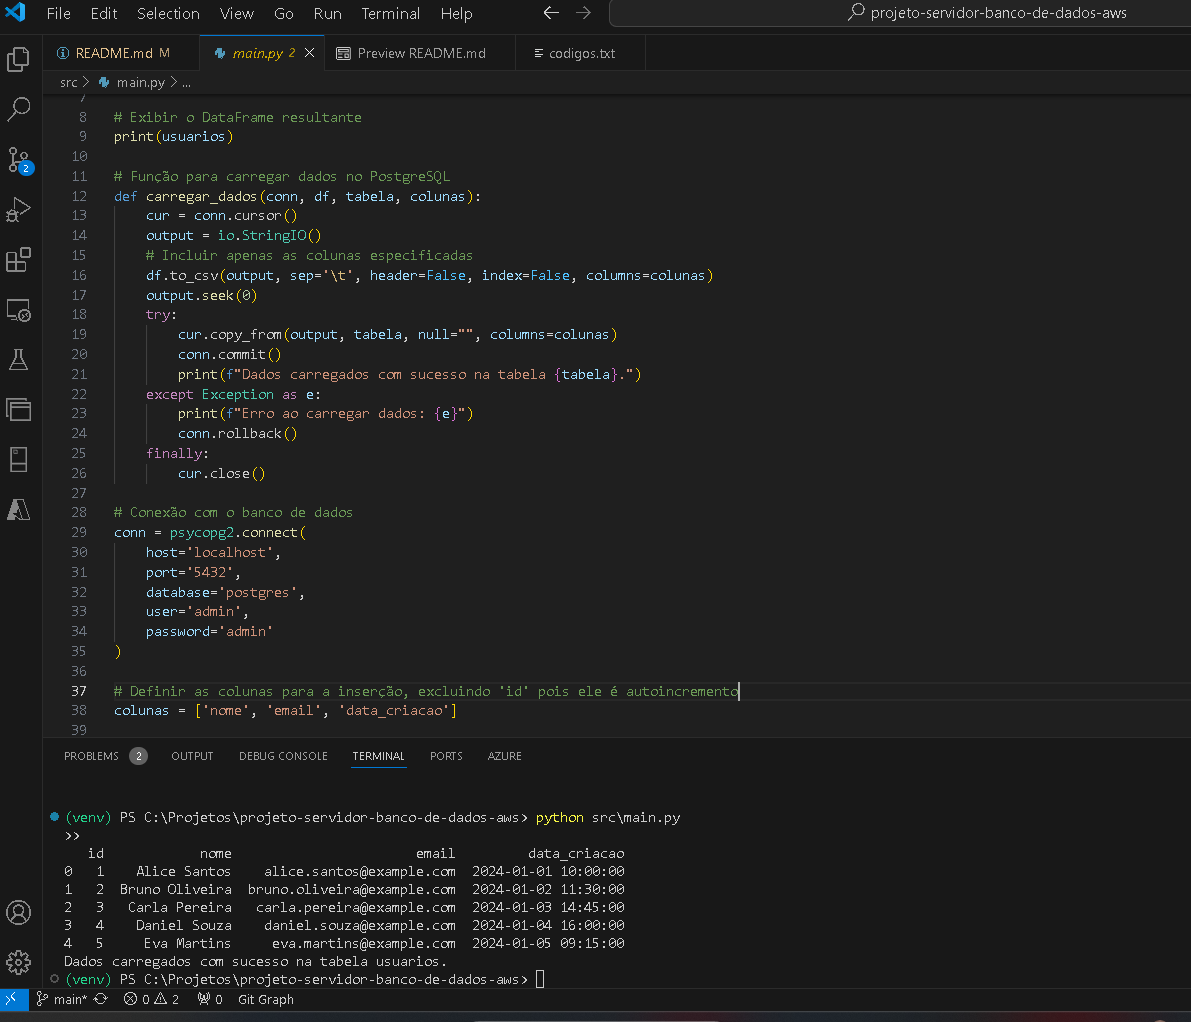 File Edit Selection View Go Run Terminal Help projeto-servidor-banco-de-dados-aws
README.md M main.py 2 Preview README.md codigos.txt
src > main.py > ...
7
8 # Exibir o DataFrame resultante
9 print(usuarios)
10
11 # Função para carregar dados no PostgreSQL
12 def carregar_dados(conn, df, tabela, colunas):
13 cur = conn.cursor()
14 output = io.StringIO()
15 # Incluir apenas as colunas especificadas
16 df.to_csv(output, sep='\t', header=False, index=False, columns=colunas)
17 output.seek(0)
18 try:
19 cur.copy_from(output, tabela, null="", columns=colunas)
20 conn.commit()
21 print(f"Dados carregados com sucesso na tabela {tabela}.")
22 except Exception as e:
23 print(f"Erro ao carregar dados: {e}")
24 conn.rollback()
25 finally:
26 cur.close()
27
28 # Conexão com o banco de dados
29 conn = psycopg2.connect(
30 host='localhost',
31 port='5432',
32 database='postgres',
33 user='admin',
34 password='admin'
35 )
36
37 # Definir as colunas para a inserção, excluindo 'id' pois ele é autoincremento
38 colunas = ['nome', 'email', 'data_criacao']
39
2
PROBLEMS 2 OUTPUT DEBUG CONSOLE TERMINAL PORTS AZURE
(venv) PS C:\Projetos\projeto-servidor-banco-de-dados-aws> python src\main.py
>>
id nome email data_criacao
0 1 Alice Santos alice.santos@example.com 2024-01-01 10:00:00
1 2 Bruno Oliveira bruno.oliveira@example.com 2024-01-02 11:30:00
2 3 Carla Pereira carla.pereira@example.com 2024-01-03 14:45:00
3 4 Daniel Souza daniel.souza@example.com 2024-01-04 16:00:00
4 5 Eva Martins eva.martins@example.com 2024-01-05 09:15:00
Dados carregados com sucesso na tabela usuarios.
(venv) PS C:\Projetos\projeto-servidor-banco-de-dados-aws>
main* 0 2 0 Git Graph